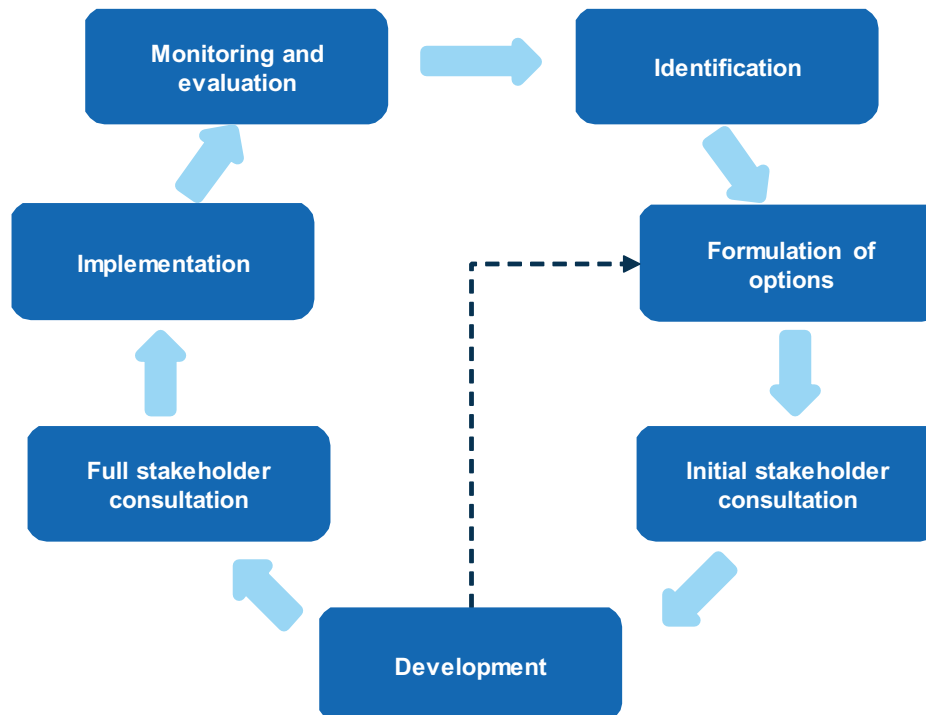 Monitoring and
evaluation
Identification
Implementation
Formulation of
options
Full stakeholder
consultation
Initial stakeholder
consultation
Development